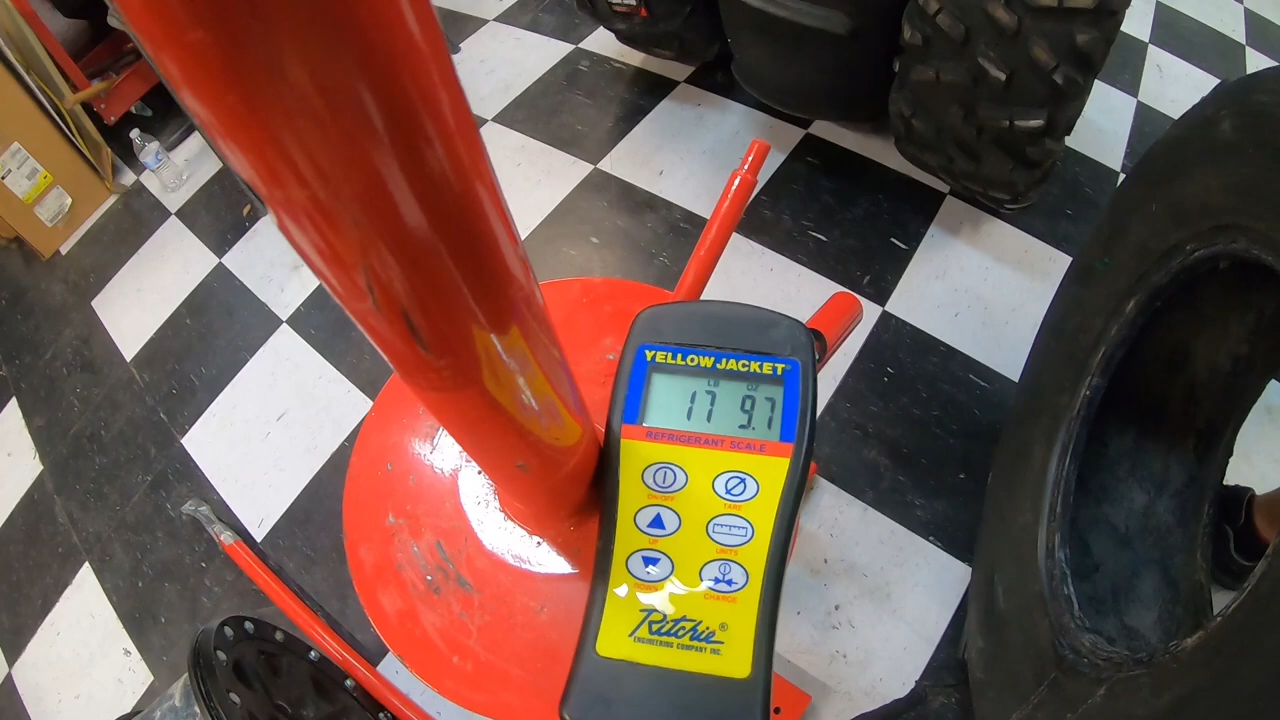 YELLOW JACKET®
LB OZ
17 9.7
REFRIGERANT SCALE
ON/OFF TARE
UP UNITS
DOWN CHARGE
Ritchie®
ENGINEERING COMPANY INC.